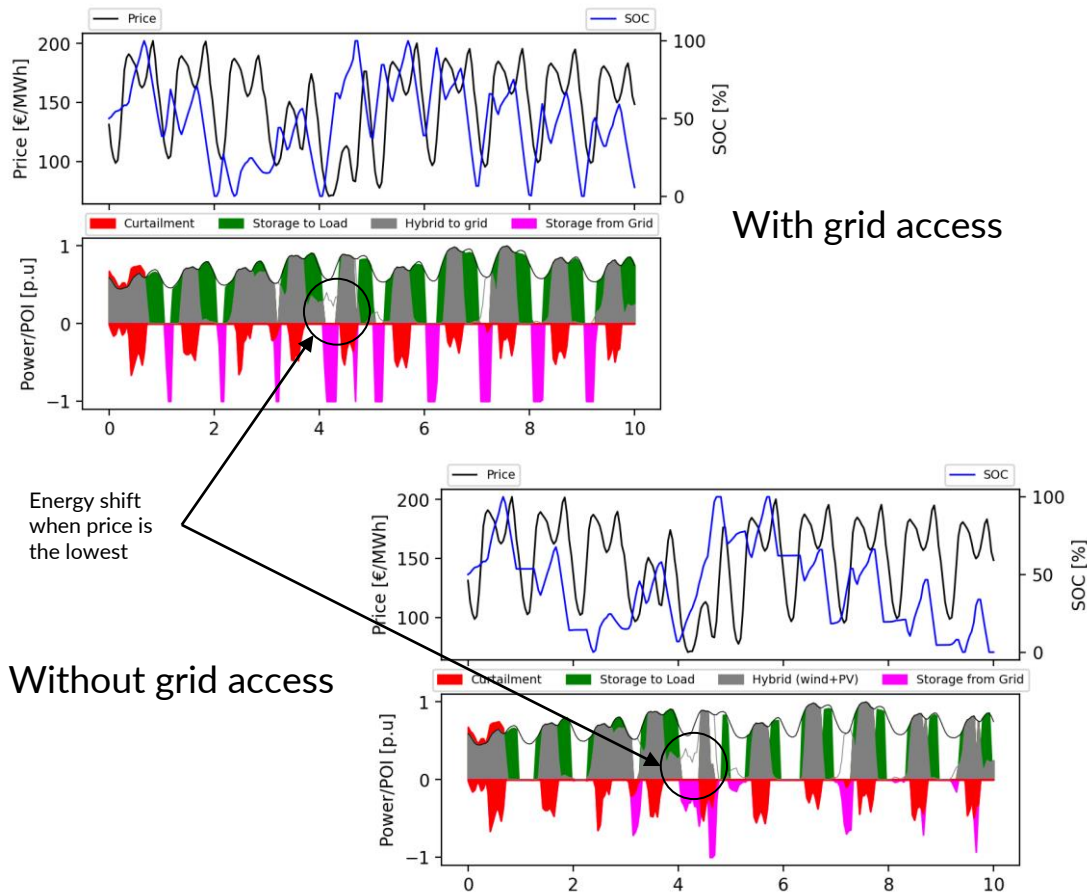 Price
SOC
200
150
100
Price [€/MWh]
100
50
0
SOC [%]
Curtailment
Storage to Load
Hybrid to grid
Storage from Grid
1
0
−1
Power/POI [p.u]
0 2 4 6 8 10
With grid access
Energy shift
when price is
the lowest
Without grid access
Price
SOC
200
150
100
Price [€/MWh]
100
50
0
SOC [%]
Curtailment
Storage to Load
Hybrid (wind+PV)
Storage from Grid
1
0
−1
Power/POI [p.u]
0 2 4 6 8 10